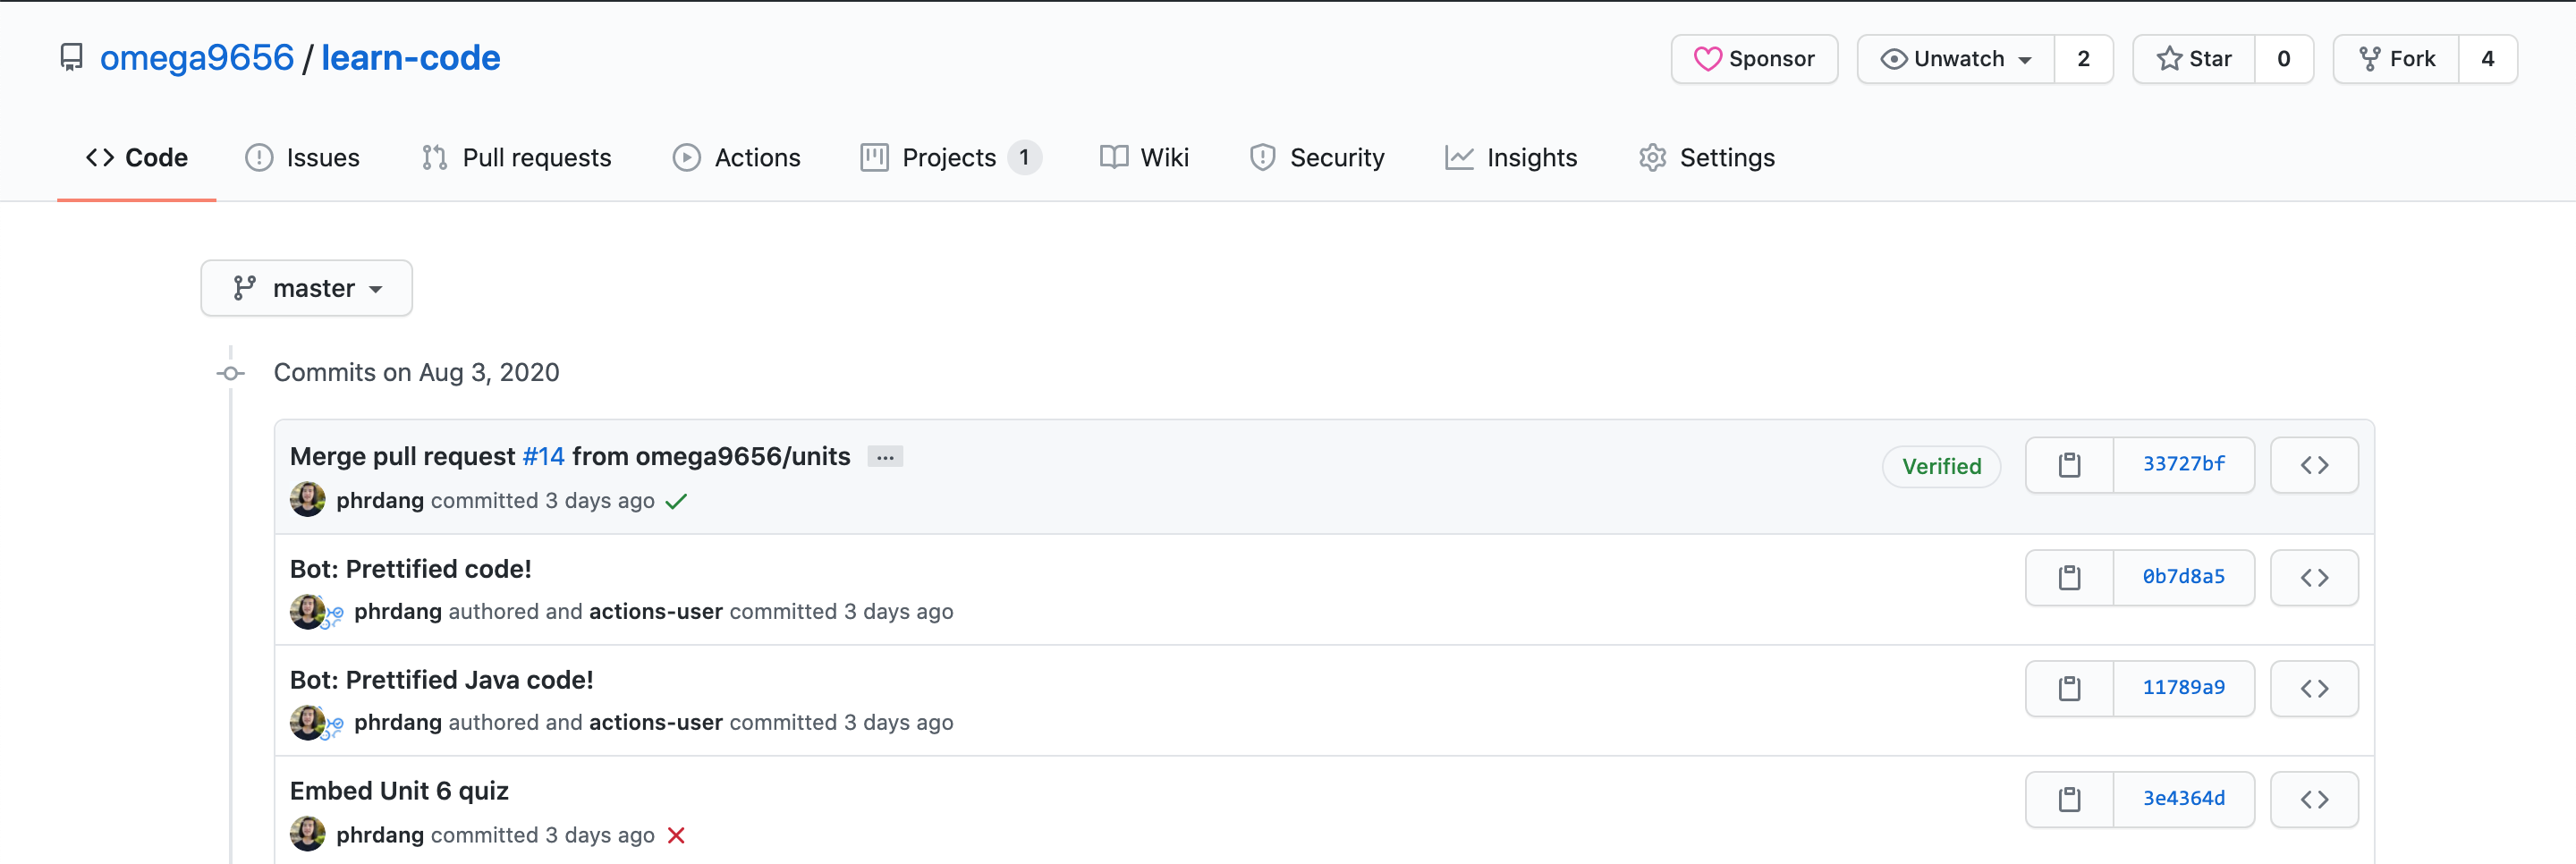 omega9656 / learn-code
Sponsor
Unwatch 2
Star 0
Fork 4
Code
Issues
Pull requests
Actions
Projects 1
Wiki
Security
Insights
Settings
master
Commits on Aug 3, 2020
Merge pull request #14 from omega9656/units ...
Verified
33727bf
phrdang committed 3 days ago
Bot: Prettified code!
0b7d8a5
phrdang authored and actions-user committed 3 days ago
Bot: Prettified Java code!
11789a9
phrdang authored and actions-user committed 3 days ago
Embed Unit 6 quiz
3e4364d
phrdang committed 3 days ago